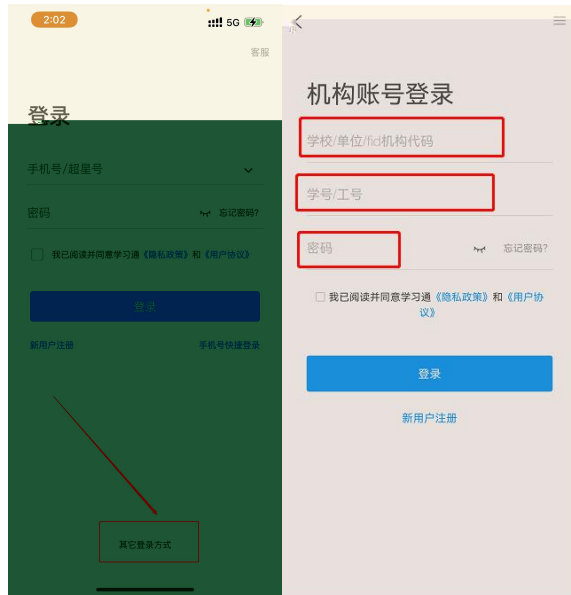 2:02
5G
客服
登录
手机号/超星号
密码
忘记密码?
我已阅读并同意学习通《隐私政策》和《用户协议》
登录
新用户注册
手机号快捷登录
其它登录方式
机构账号登录
学校/单位/fid机构代码
学号/工号
密码
忘记密码?
我已阅读并同意学习通《隐私政策》和《用户协
议》
登录
新用户注册